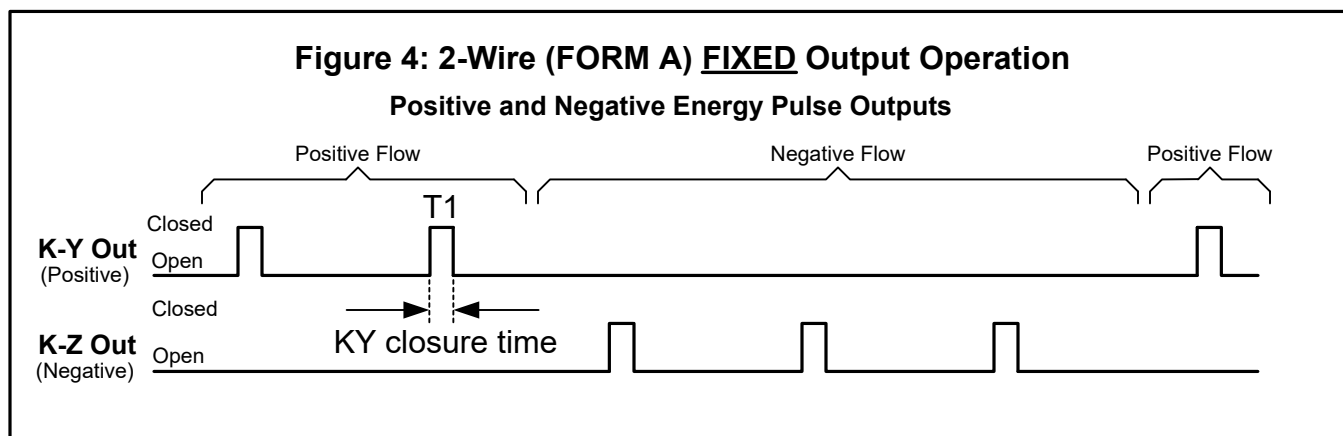 Figure 4: 2-Wire (FORM A) FIXED Output Operation
Positive and Negative Energy Pulse Outputs
Positive Flow
Negative Flow
Positive Flow
T1
Closed
K-Y Out
(Positive)
Open
Closed
KY closure time
K-Z Out
(Negative)
Open